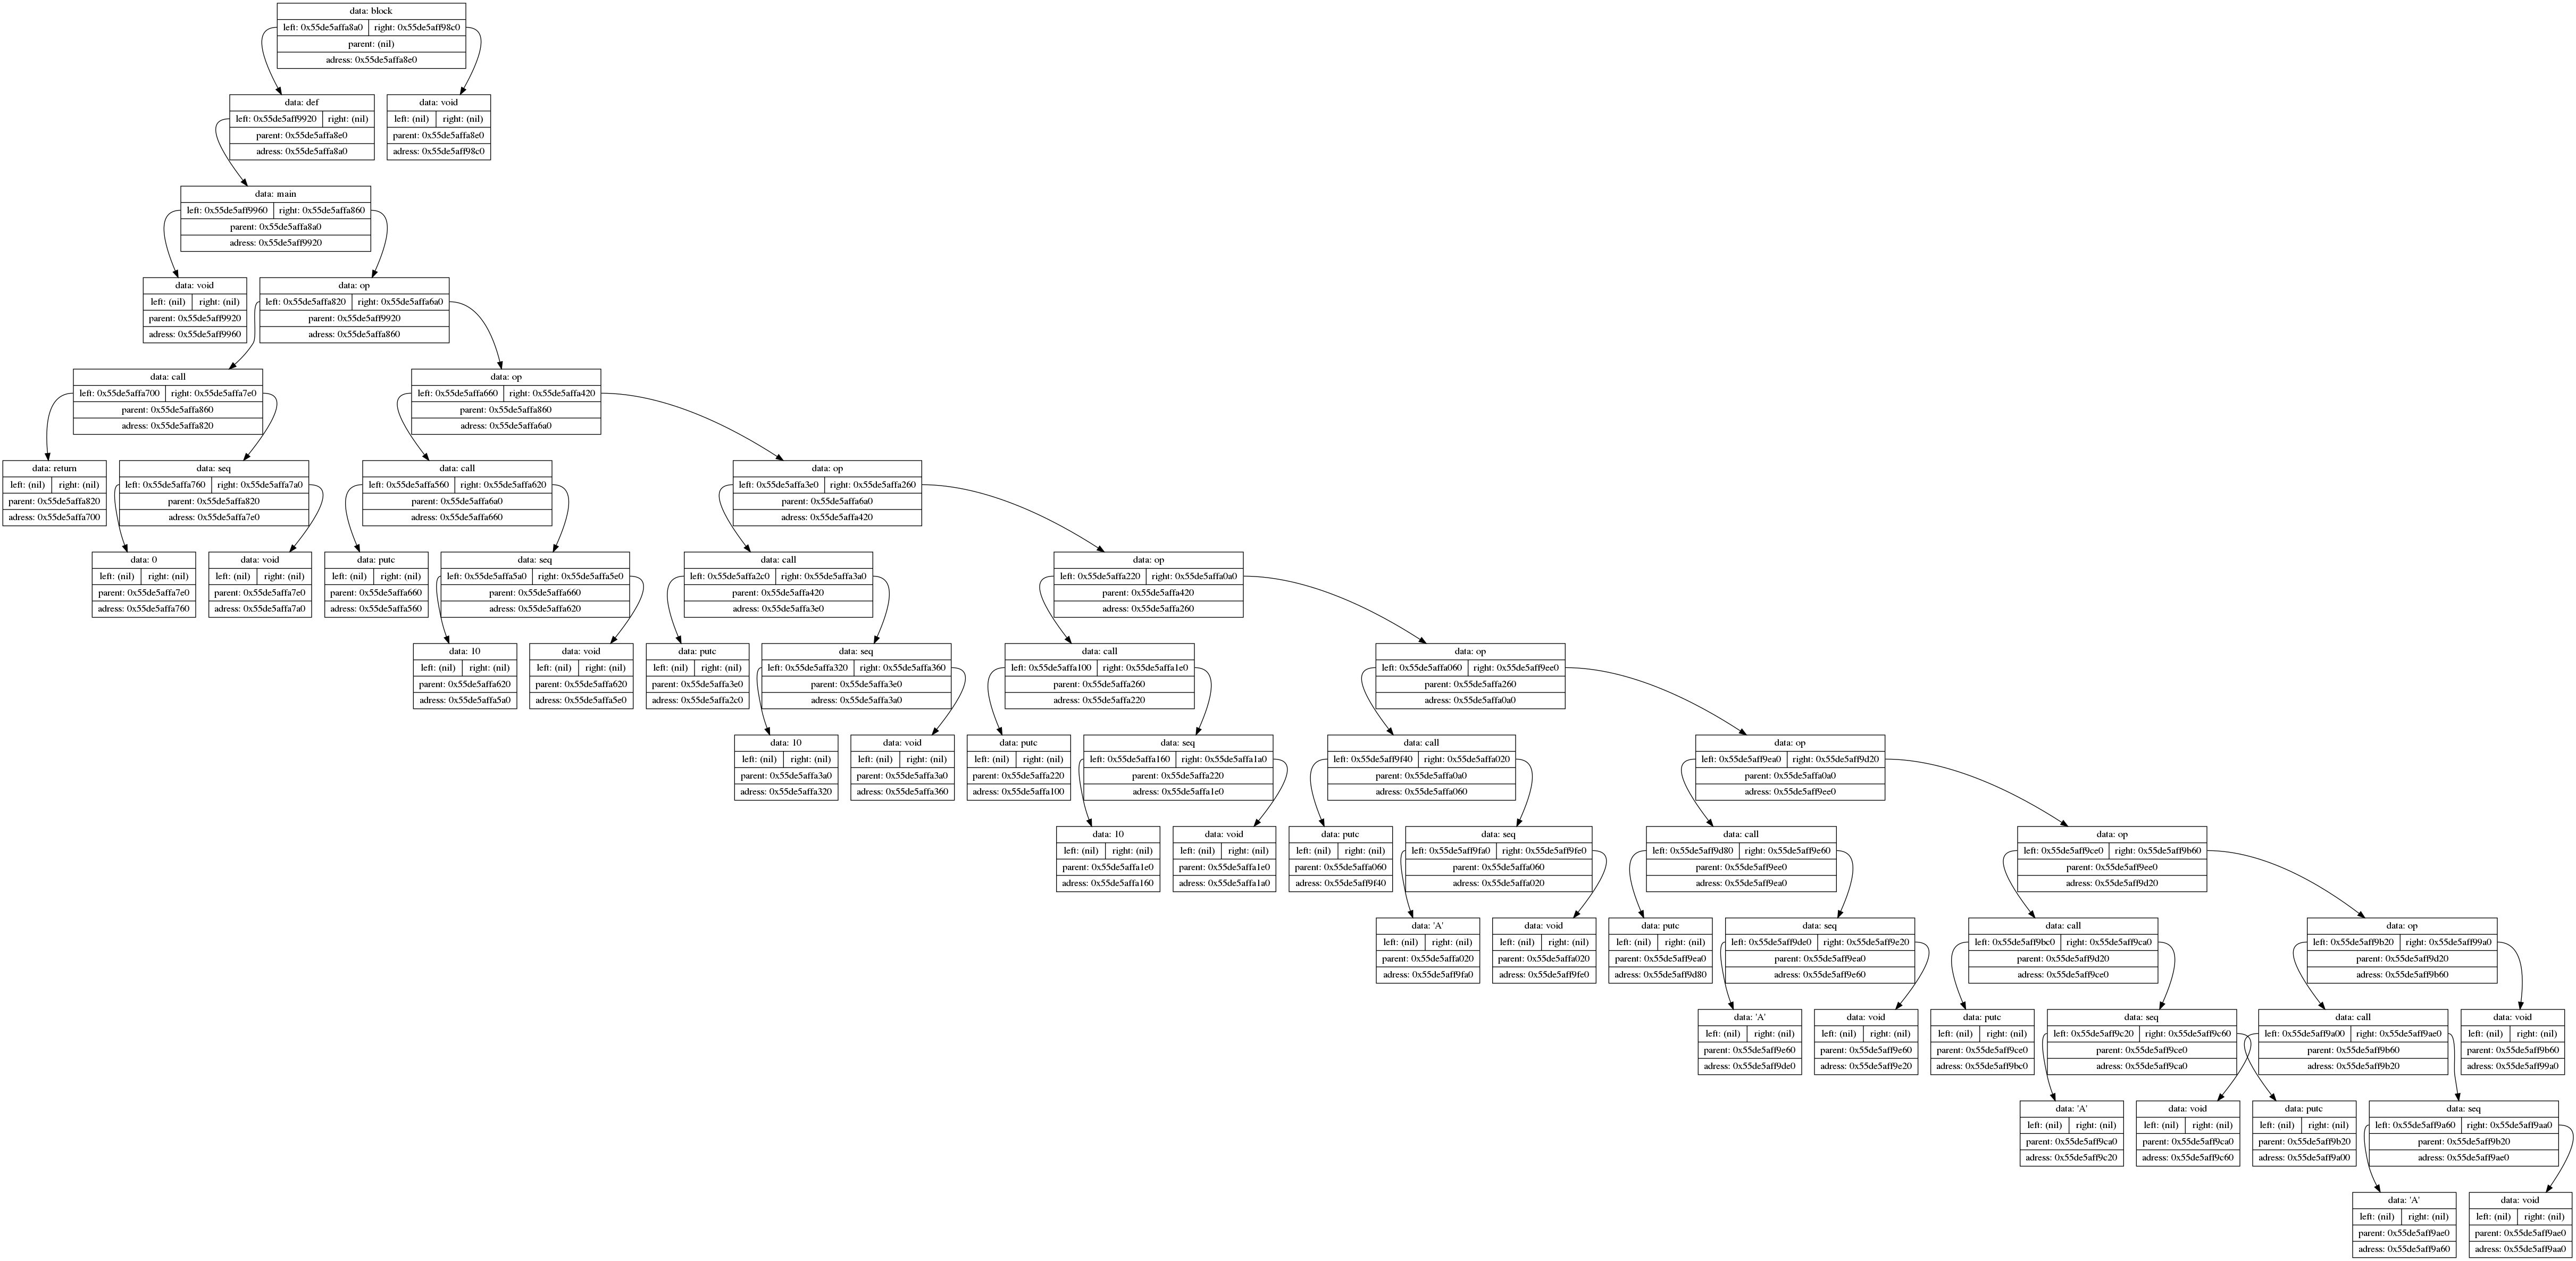 data: block
left: 0x55de5affa8a0 right: 0x55de5aff98c0
parent: (nil)
adress: 0x55de5affa8e0
data: def
left: 0x55de5aff9920 right: (nil)
parent: 0x55de5affa8e0
adress: 0x55de5affa8a0
data: void
left: (nil) right: (nil)
parent: 0x55de5affa8e0
adress: 0x55de5aff98c0
data: main
left: 0x55de5aff9960 right: 0x55de5affa860
parent: 0x55de5affa8a0
adress: 0x55de5aff9920
data: void
left: (nil) right: (nil)
parent: 0x55de5aff9920
adress: 0x55de5aff9960
data: op
left: 0x55de5affa820 right: 0x55de5affa6a0
parent: 0x55de5aff9920
adress: 0x55de5affa860
data: call
left: 0x55de5affa700 right: 0x55de5affa7e0
parent: 0x55de5affa860
adress: 0x55de5affa820
data: op
left: 0x55de5affa660 right: 0x55de5affa420
parent: 0x55de5affa860
adress: 0x55de5affa6a0
data: return
left: (nil) right: (nil)
parent: 0x55de5affa820
adress: 0x55de5affa700
data: seq
left: 0x55de5affa760 right: 0x55de5affa7a0
parent: 0x55de5affa820
adress: 0x55de5affa7e0
data: call
left: 0x55de5affa560 right: 0x55de5affa620
parent: 0x55de5affa6a0
adress: 0x55de5affa660
data: op
left: 0x55de5affa3e0 right: 0x55de5affa260
parent: 0x55de5affa6a0
adress: 0x55de5affa420
data: 0
left: (nil) right: (nil)
parent: 0x55de5affa7e0
adress: 0x55de5affa760
data: void
left: (nil) right: (nil)
parent: 0x55de5affa7e0
adress: 0x55de5affa7a0
data: putc
left: (nil) right: (nil)
parent: 0x55de5affa660
adress: 0x55de5affa560
data: seq
left: 0x55de5affa5a0 right: 0x55de5affa5e0
parent: 0x55de5affa660
adress: 0x55de5affa620
data: call
left: 0x55de5affa2c0 right: 0x55de5affa3a0
parent: 0x55de5affa420
adress: 0x55de5affa3e0
data: op
left: 0x55de5affa220 right: 0x55de5affa0a0
parent: 0x55de5affa420
adress: 0x55de5affa260
data: 10
left: (nil) right: (nil)
parent: 0x55de5affa620
adress: 0x55de5affa5a0
data: void
left: (nil) right: (nil)
parent: 0x55de5affa620
adress: 0x55de5affa5e0
data: putc
left: (nil) right: (nil)
parent: 0x55de5affa3e0
adress: 0x55de5affa2c0
data: seq
left: 0x55de5affa320 right: 0x55de5affa360
parent: 0x55de5affa3e0
adress: 0x55de5affa3a0
data: call
left: 0x55de5affa100 right: 0x55de5affa1e0
parent: 0x55de5affa260
adress: 0x55de5affa220
data: op
left: 0x55de5affa060 right: 0x55de5aff9ee0
parent: 0x55de5affa260
adress: 0x55de5affa0a0
data: 10
left: (nil) right: (nil)
parent: 0x55de5affa3a0
adress: 0x55de5affa320
data: void
left: (nil) right: (nil)
parent: 0x55de5affa3a0
adress: 0x55de5affa360
data: putc
left: (nil) right: (nil)
parent: 0x55de5affa220
adress: 0x55de5affa100
data: seq
left: 0x55de5affa160 right: 0x55de5affa1a0
parent: 0x55de5affa220
adress: 0x55de5affa1e0
data: call
left: 0x55de5aff9f40 right: 0x55de5affa020
parent: 0x55de5affa0a0
adress: 0x55de5affa060
data: op
left: 0x55de5aff9ea0 right: 0x55de5aff9d20
parent: 0x55de5affa0a0
adress: 0x55de5aff9ee0
data: 10
left: (nil) right: (nil)
parent: 0x55de5affa1e0
adress: 0x55de5affa160
data: void
left: (nil) right: (nil)
parent: 0x55de5affa1e0
adress: 0x55de5affa1a0
data: putc
left: (nil) right: (nil)
parent: 0x55de5affa060
adress: 0x55de5aff9f40
data: seq
left: 0x55de5aff9fa0 right: 0x55de5aff9fe0
parent: 0x55de5affa060
adress: 0x55de5affa020
data: call
left: 0x55de5aff9d80 right: 0x55de5aff9e60
parent: 0x55de5aff9ee0
adress: 0x55de5aff9ea0
data: op
left: 0x55de5aff9ce0 right: 0x55de5aff9b60
parent: 0x55de5aff9ee0
adress: 0x55de5aff9d20
data: 'A'
left: (nil) right: (nil)
parent: 0x55de5affa020
adress: 0x55de5aff9fa0
data: void
left: (nil) right: (nil)
parent: 0x55de5affa020
adress: 0x55de5aff9fe0
data: putc
left: (nil) right: (nil)
parent: 0x55de5aff9ea0
adress: 0x55de5aff9d80
data: seq
left: 0x55de5aff9de0 right: 0x55de5aff9e20
parent: 0x55de5aff9ea0
adress: 0x55de5aff9e60
data: call
left: 0x55de5aff9bc0 right: 0x55de5aff9ca0
parent: 0x55de5aff9d20
adress: 0x55de5aff9ce0
data: op
left: 0x55de5aff9b20 right: 0x55de5aff99a0
parent: 0x55de5aff9d20
adress: 0x55de5aff9b60
data: 'A'
left: (nil) right: (nil)
parent: 0x55de5aff9e60
adress: 0x55de5aff9de0
data: void
left: (nil) right: (nil)
parent: 0x55de5aff9e60
adress: 0x55de5aff9e20
data: putc
left: (nil) right: (nil)
parent: 0x55de5aff9ce0
adress: 0x55de5aff9bc0
data: seq
left: 0x55de5aff9c20 right: 0x55de5aff9c60
parent: 0x55de5aff9ce0
adress: 0x55de5aff9ca0
data: call
left: 0x55de5aff9a00 right: 0x55de5aff9ae0
parent: 0x55de5aff9b60
adress: 0x55de5aff9b20
data: void
left: (nil) right: (nil)
parent: 0x55de5aff9b60
adress: 0x55de5aff99a0
data: 'A'
left: (nil) right: (nil)
parent: 0x55de5aff9ca0
adress: 0x55de5aff9c20
data: void
left: (nil) right: (nil)
parent: 0x55de5aff9ca0
adress: 0x55de5aff9c60
data: putc
left: (nil) right: (nil)
parent: 0x55de5aff9b20
adress: 0x55de5aff9a00
data: seq
left: 0x55de5aff9a60 right: 0x55de5aff9aa0
parent: 0x55de5aff9b20
adress: 0x55de5aff9ae0
data: 'A'
left: (nil) right: (nil)
parent: 0x55de5aff9ae0
adress: 0x55de5aff9a60
data: void
left: (nil) right: (nil)
parent: 0x55de5aff9ae0
adress: 0x55de5aff9aa0